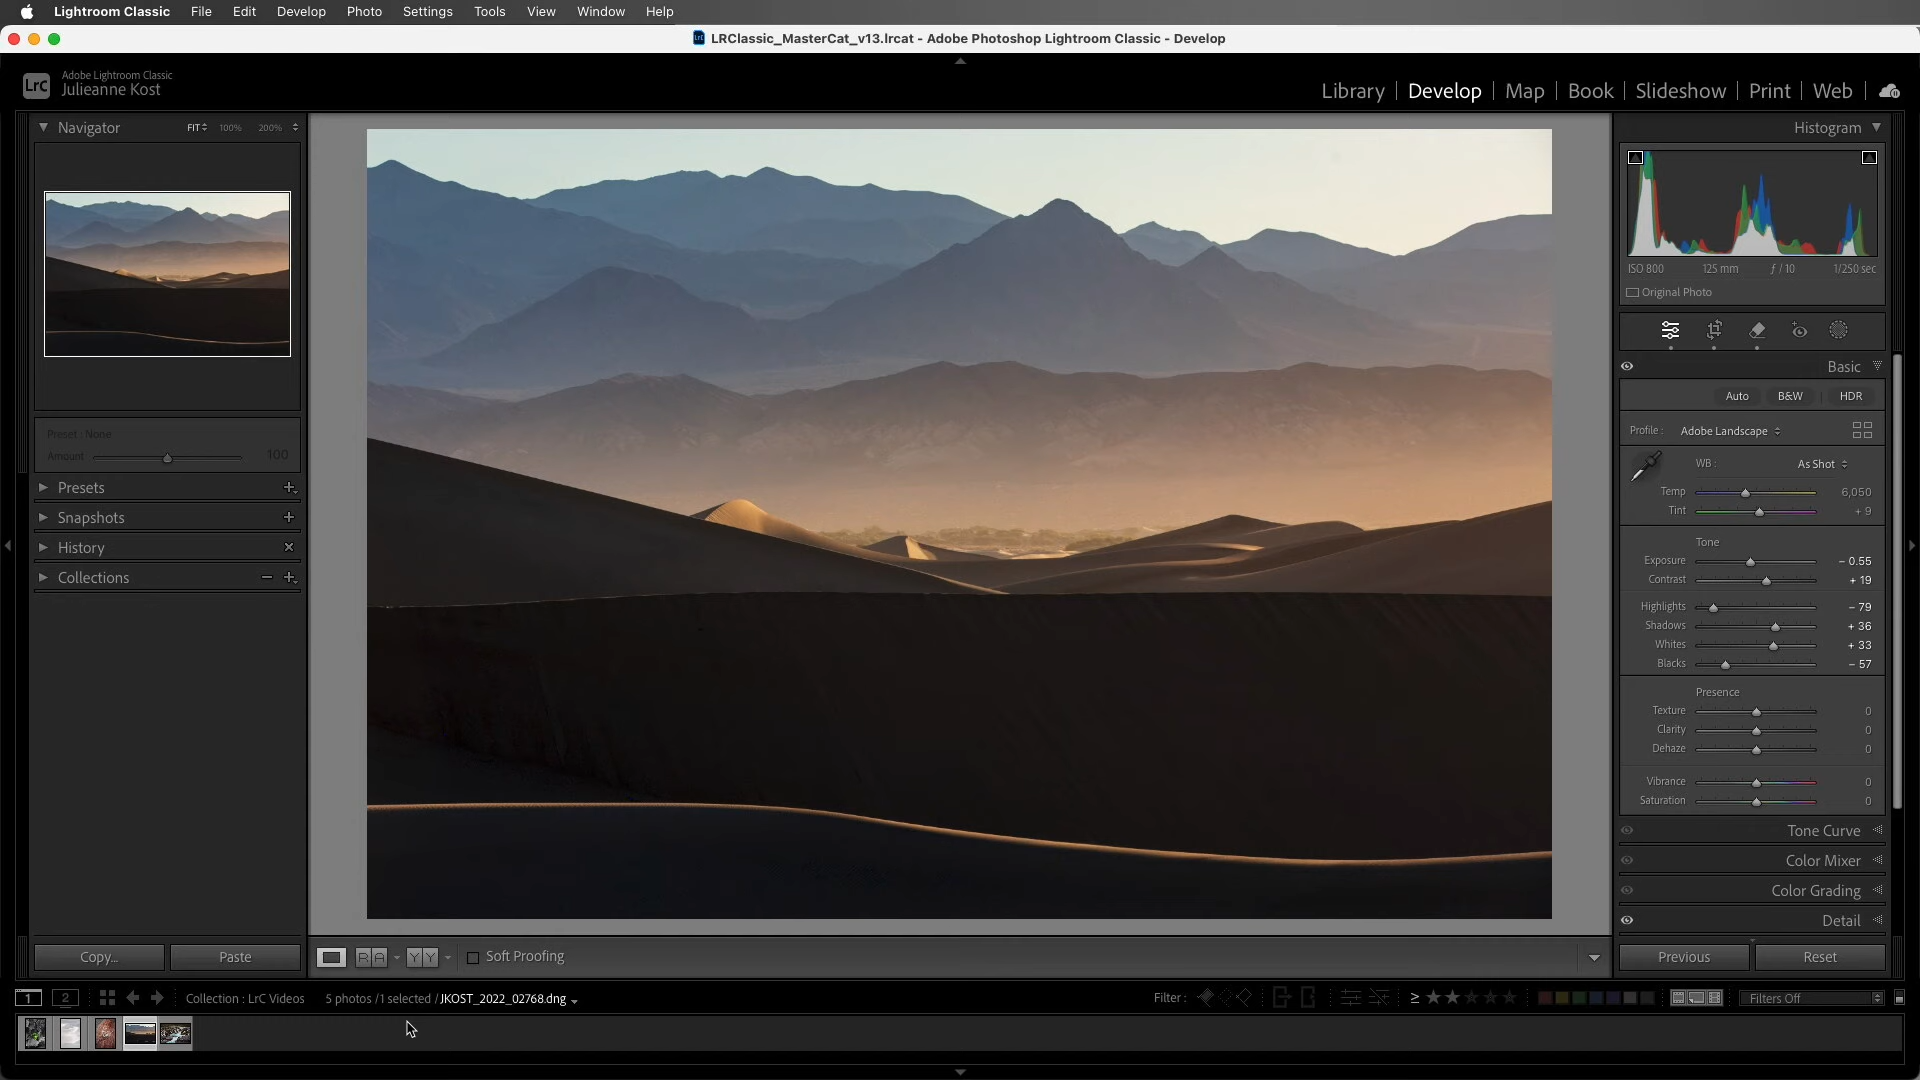 Lightroom Classic File Edit Develop Photo Settings Tools View Window Help
LrC LRClassic_MasterCat_v13.lrcat - Adobe Photoshop Lightroom Classic - Develop
LrC
Adobe Lightroom Classic
Julieanne Kost
Library | Develop | Map | Book | Slideshow | Print | Web
Navigator FIT 100% 200%
Preset : None
Amount 100
Presets
Snapshots
History
Collections
Copy... Paste
R A Y Y Soft Proofing
Histogram
ISO 800 125 mm ƒ / 10 1/250 sec
Original Photo
Basic
Auto B&W HDR
Profile : Adobe Landscape
WB : As Shot
Temp 6,050
Tint + 9
Tone
Exposure – 0.55
Contrast + 19
Highlights – 79
Shadows + 36
Whites + 33
Blacks – 57
Presence
Texture 0
Clarity 0
Dehaze 0
Vibrance 0
Saturation 0
Tone Curve
Color Mixer
Color Grading
Detail
Previous Reset
1 2 Collection : LrC Videos 5 photos / 1 selected / JKOST_2022_02768.dng Filter : ≥ Filters Off